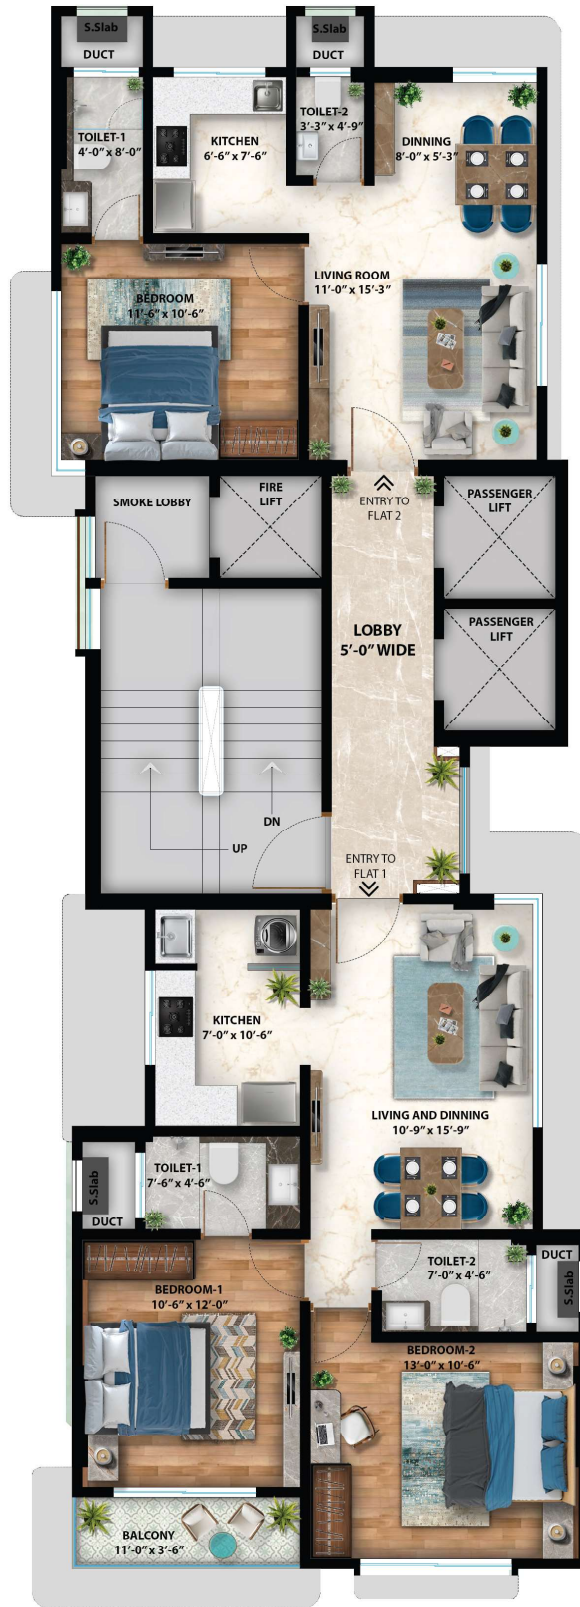 S.Slab
DUCT
S.Slab
DUCT
TOILET-1
4'-0" x 8'-0"
KITCHEN
6'-6" x 7'-6"
TOILET-2
3'-3" x 4'-9"
DINNING
8'-0" x 5'-3"
BEDROOM
11'-6" x 10'-6"
LIVING ROOM
11'-0" x 15'-3"
SMOKE LOBBY
FIRE
LIFT
ENTRY TO
FLAT 2
PASSENGER
LIFT
LOBBY
5'-0" WIDE
PASSENGER
LIFT
DN
UP
ENTRY TO
FLAT 1
KITCHEN
7'-0" x 10'-6"
LIVING AND DINNING
10'-9" x 15'-9"
TOILET-1
7'-6" x 4'-6"
S.Slab
DUCT
TOILET-2
7'-0" x 4'-6"
DUCT
S.Slab
BEDROOM-1
10'-6" x 12'-0"
BEDROOM-2
13'-0" x 10'-6"
BALCONY
11'-0" x 3'-6"